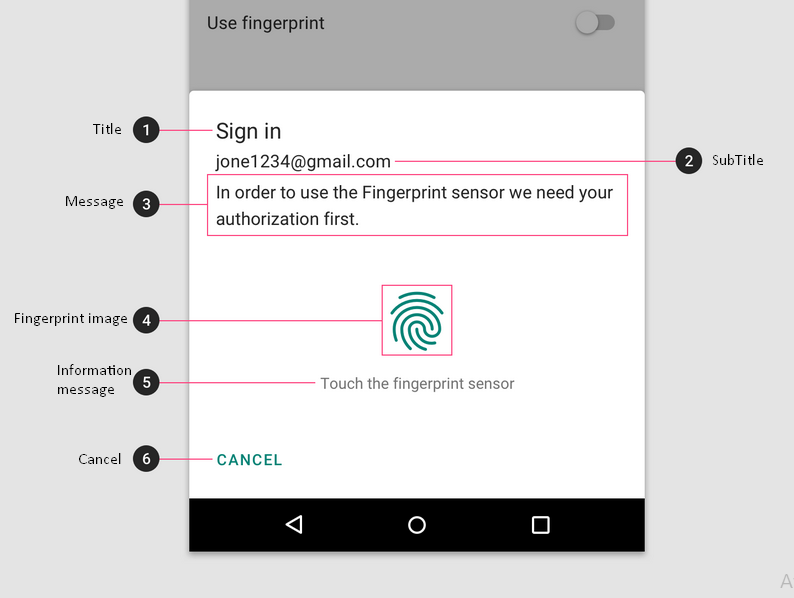 Use fingerprint
Title 1 Sign in
jone1234@gmail.com 2 SubTitle
Message 3 In order to use the Fingerprint sensor we need your
authorization first.
Fingerprint image 4
Information
message 5 Touch the fingerprint sensor
Cancel 6 CANCEL
A